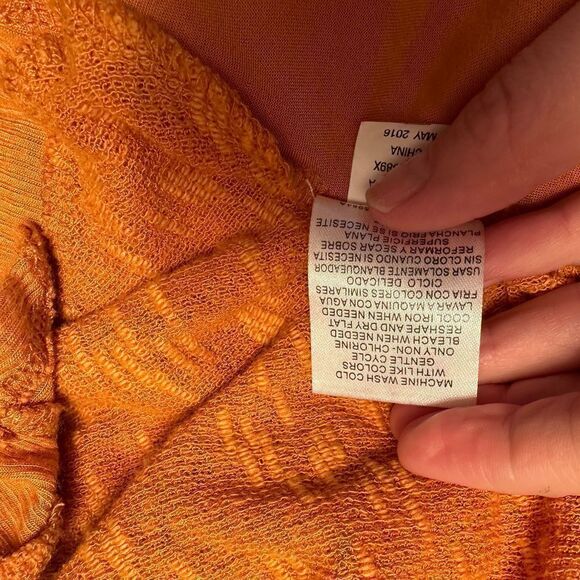 MACHINE WASH COLD
WITH LIKE COLORS
GENTLE CYCLE
ONLY NON- CHLORINE
BLEACH WHEN NEEDED
RESHAPE AND DRY FLAT
COOL IRON WHEN NEEDED
LAVAR A MAQUINA CON AGUA
FRIA CON COLORES SIMILARES
CICLO DELICADO
USAR SOLAMENTE BLANQUEADOR
SIN CLORO CUANDO SI NECESITA
REFORMAR Y SECAR SOBRE
SUPERFICIE PLANA
PLANCHA FRIO SI SE NECESITE
589X
CHINA
MAY 2016